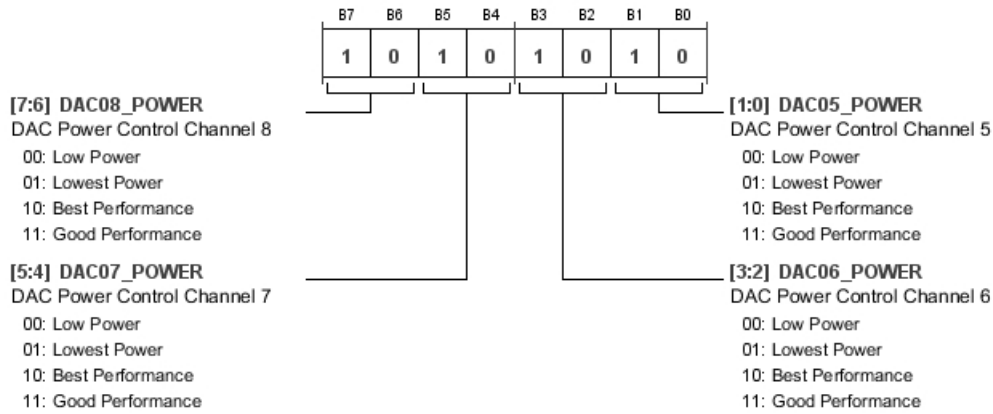 B7 B6 B5 B4 B3 B2 B1 B0
1 0 1 0 1 0 1 0
[7:6] DAC08_POWER
DAC Power Control Channel 8
00: Low Power
01: Lowest Power
10: Best Performance
11: Good Performance
[5:4] DAC07_POWER
DAC Power Control Channel 7
00: Low Power
01: Lowest Power
10: Best Performance
11: Good Performance
[1:0] DAC05_POWER
DAC Power Control Channel 5
00: Low Power
01: Lowest Power
10: Best Performance
11: Good Performance
[3:2] DAC06_POWER
DAC Power Control Channel 6
00: Low Power
01: Lowest Power
10: Best Performance
11: Good Performance